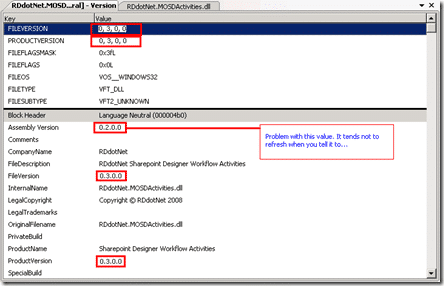 RDdotNet.MOSD...ral] - Version
RDdotNet.MOSDActivities.dll
Key Value
FILEVERSION 0, 3, 0, 0
PRODUCTVERSION 0, 3, 0, 0
FILEFLAGSMASK 0x3fL
FILEFLAGS 0x0L
FILEOS VOS__WINDOWS32
FILETYPE VFT_DLL
FILESUBTYPE VFT2_UNKNOWN
Block Header Language Neutral (000004b0)
Assembly Version 0.2.0.0
Problem with this value. It tends not to
refresh when you tell it to...
Comments
CompanyName RDdotNet
FileDescription RDdotNet Sharepoint Designer Workflow Activities
FileVersion 0.3.0.0
InternalName RDdotNet.MOSDActivities.dll
LegalCopyright Copyright © RDdotNet 2008
LegalTrademarks
OriginalFilename RDdotNet.MOSDActivities.dll
PrivateBuild
ProductName Sharepoint Designer Workflow Activities
ProductVersion 0.3.0.0
SpecialBuild